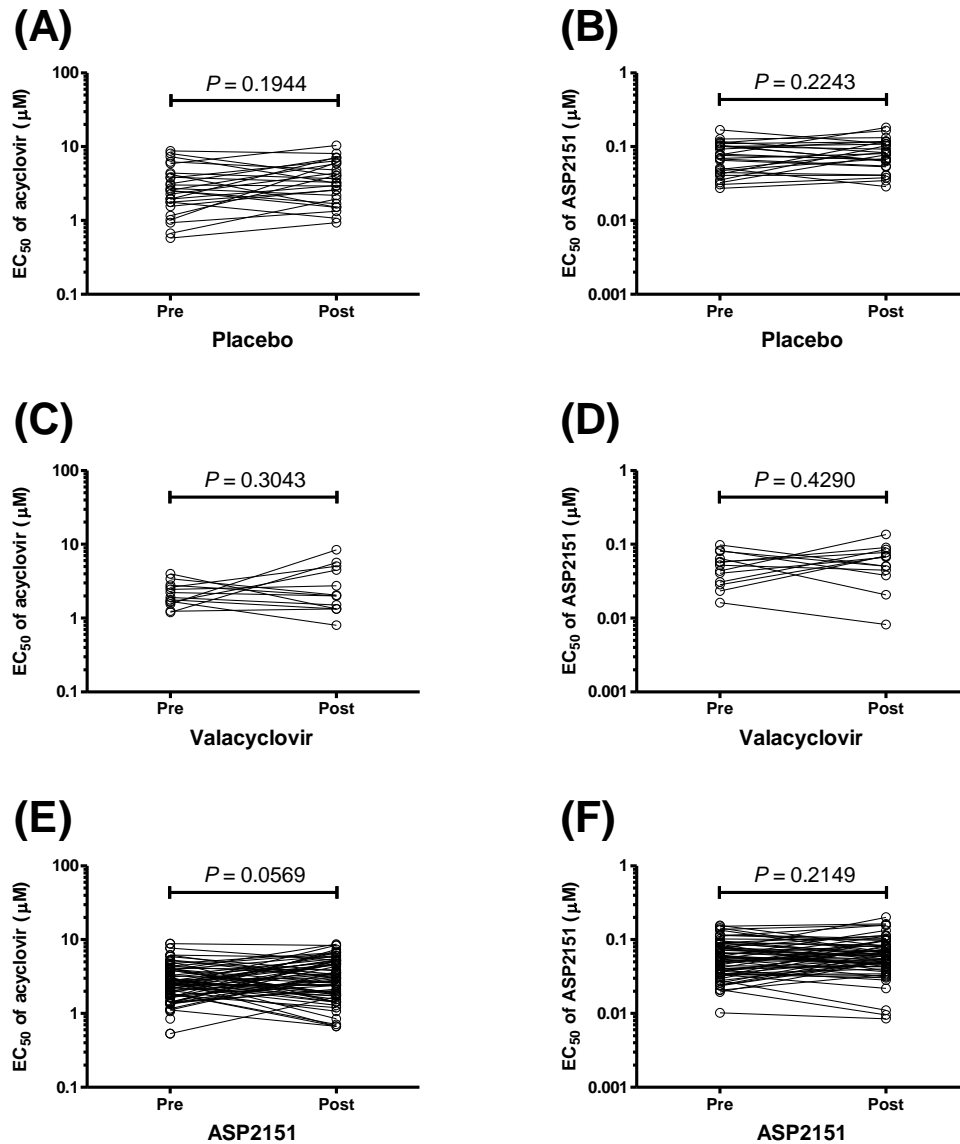 (A)
EC50 of acyclovir (μM)
100
10
1
0.1
P = 0.1944
Pre Post
Placebo
(B)
EC50 of ASP2151 (μM)
1
0.1
0.01
0.001
P = 0.2243
Pre Post
Placebo
(C)
EC50 of acyclovir (μM)
100
10
1
0.1
P = 0.3043
Pre Post
Valacyclovir
(D)
EC50 of ASP2151 (μM)
1
0.1
0.01
0.001
P = 0.4290
Pre Post
Valacyclovir
(E)
EC50 of acyclovir (μM)
100
10
1
0.1
P = 0.0569
Pre Post
ASP2151
(F)
EC50 of ASP2151 (μM)
1
0.1
0.01
0.001
P = 0.2149
Pre Post
ASP2151